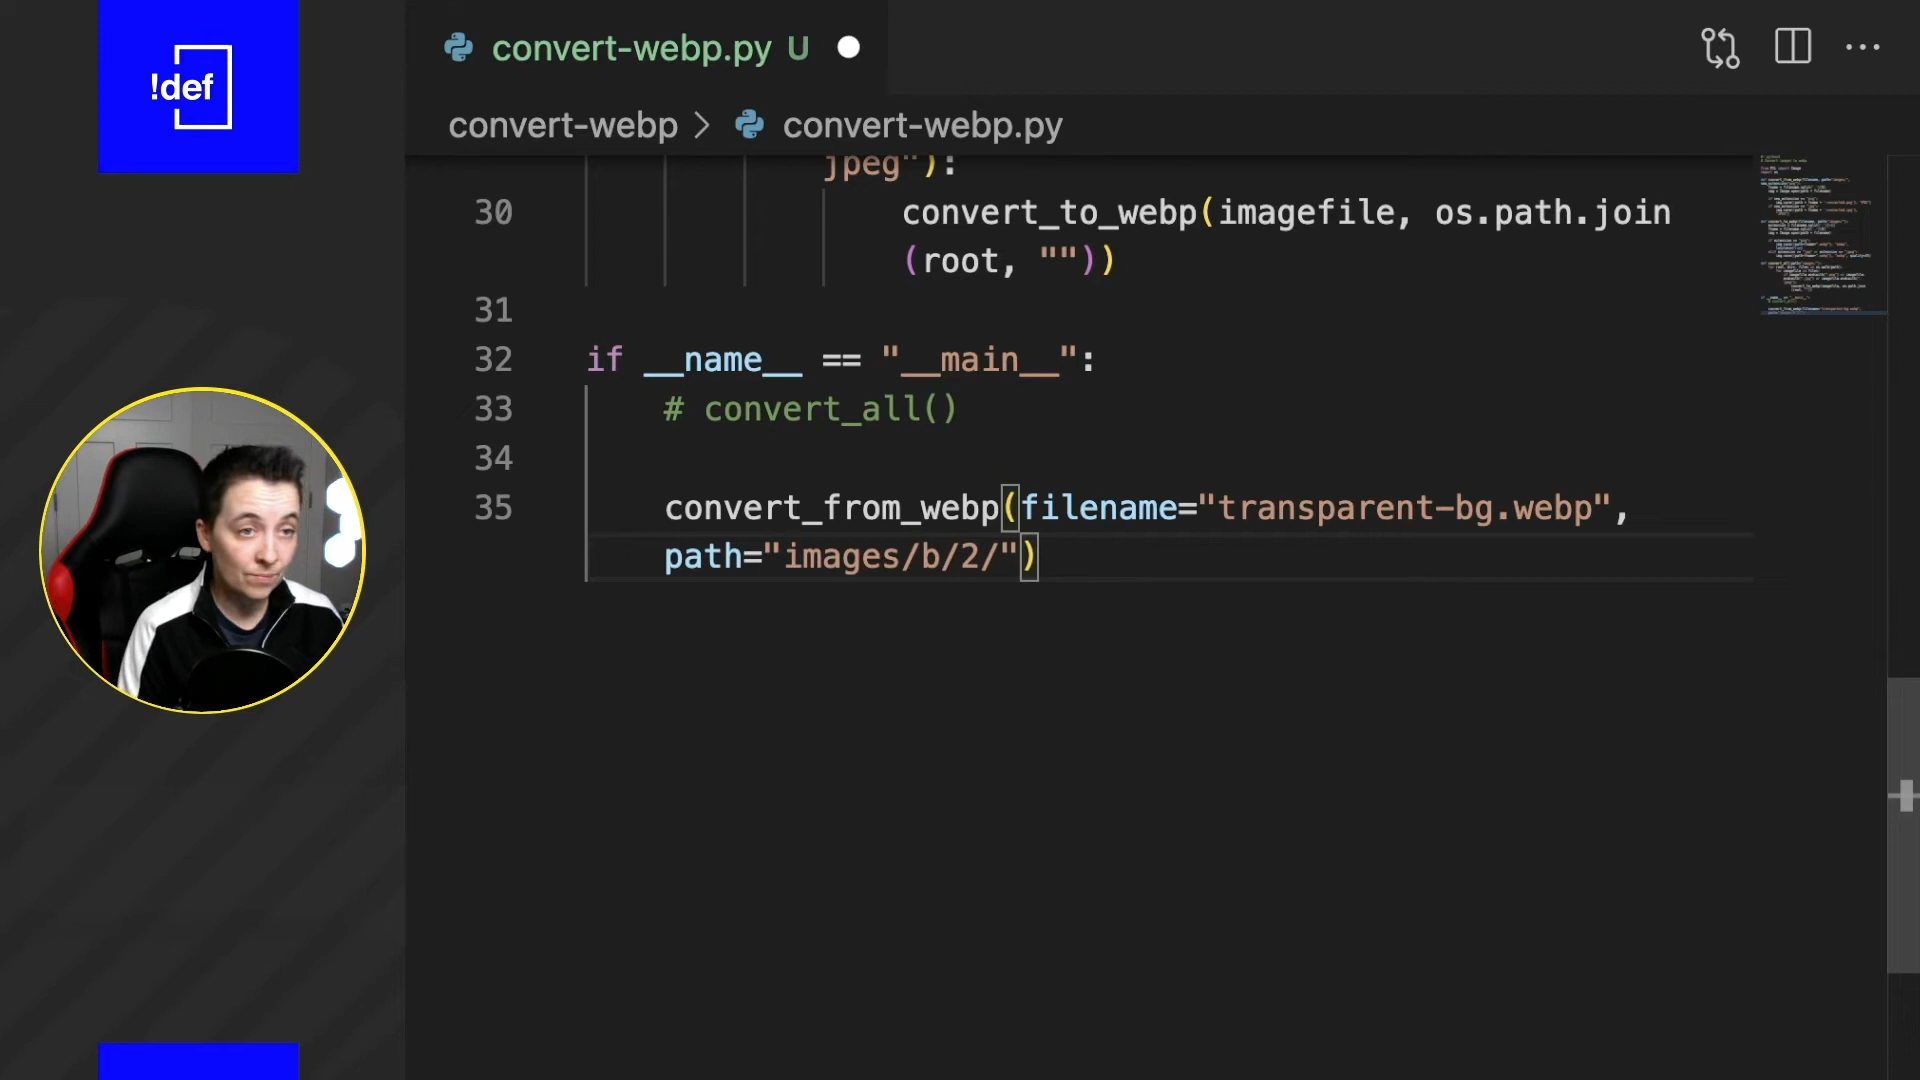 !def
convert-webp.py U
convert-webp > convert-webp.py
jpeg"):
30 convert_to_webp(imagefile, os.path.join
(root, ""))
31
32 if __name__ == "__main__":
33 # convert_all()
34
35 convert_from_webp(filename="transparent-bg.webp",
path="images/b/2/")